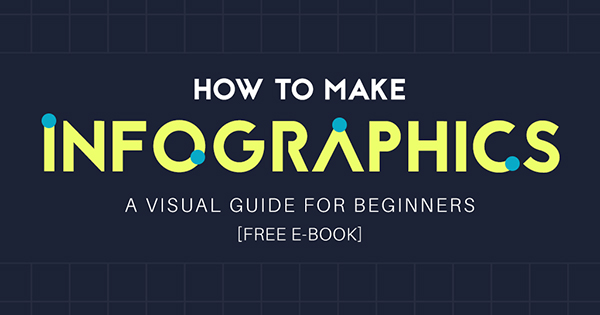 HOW TO MAKE
INFOGRAPHICS
A VISUAL GUIDE FOR BEGINNERS
[FREE E-BOOK]